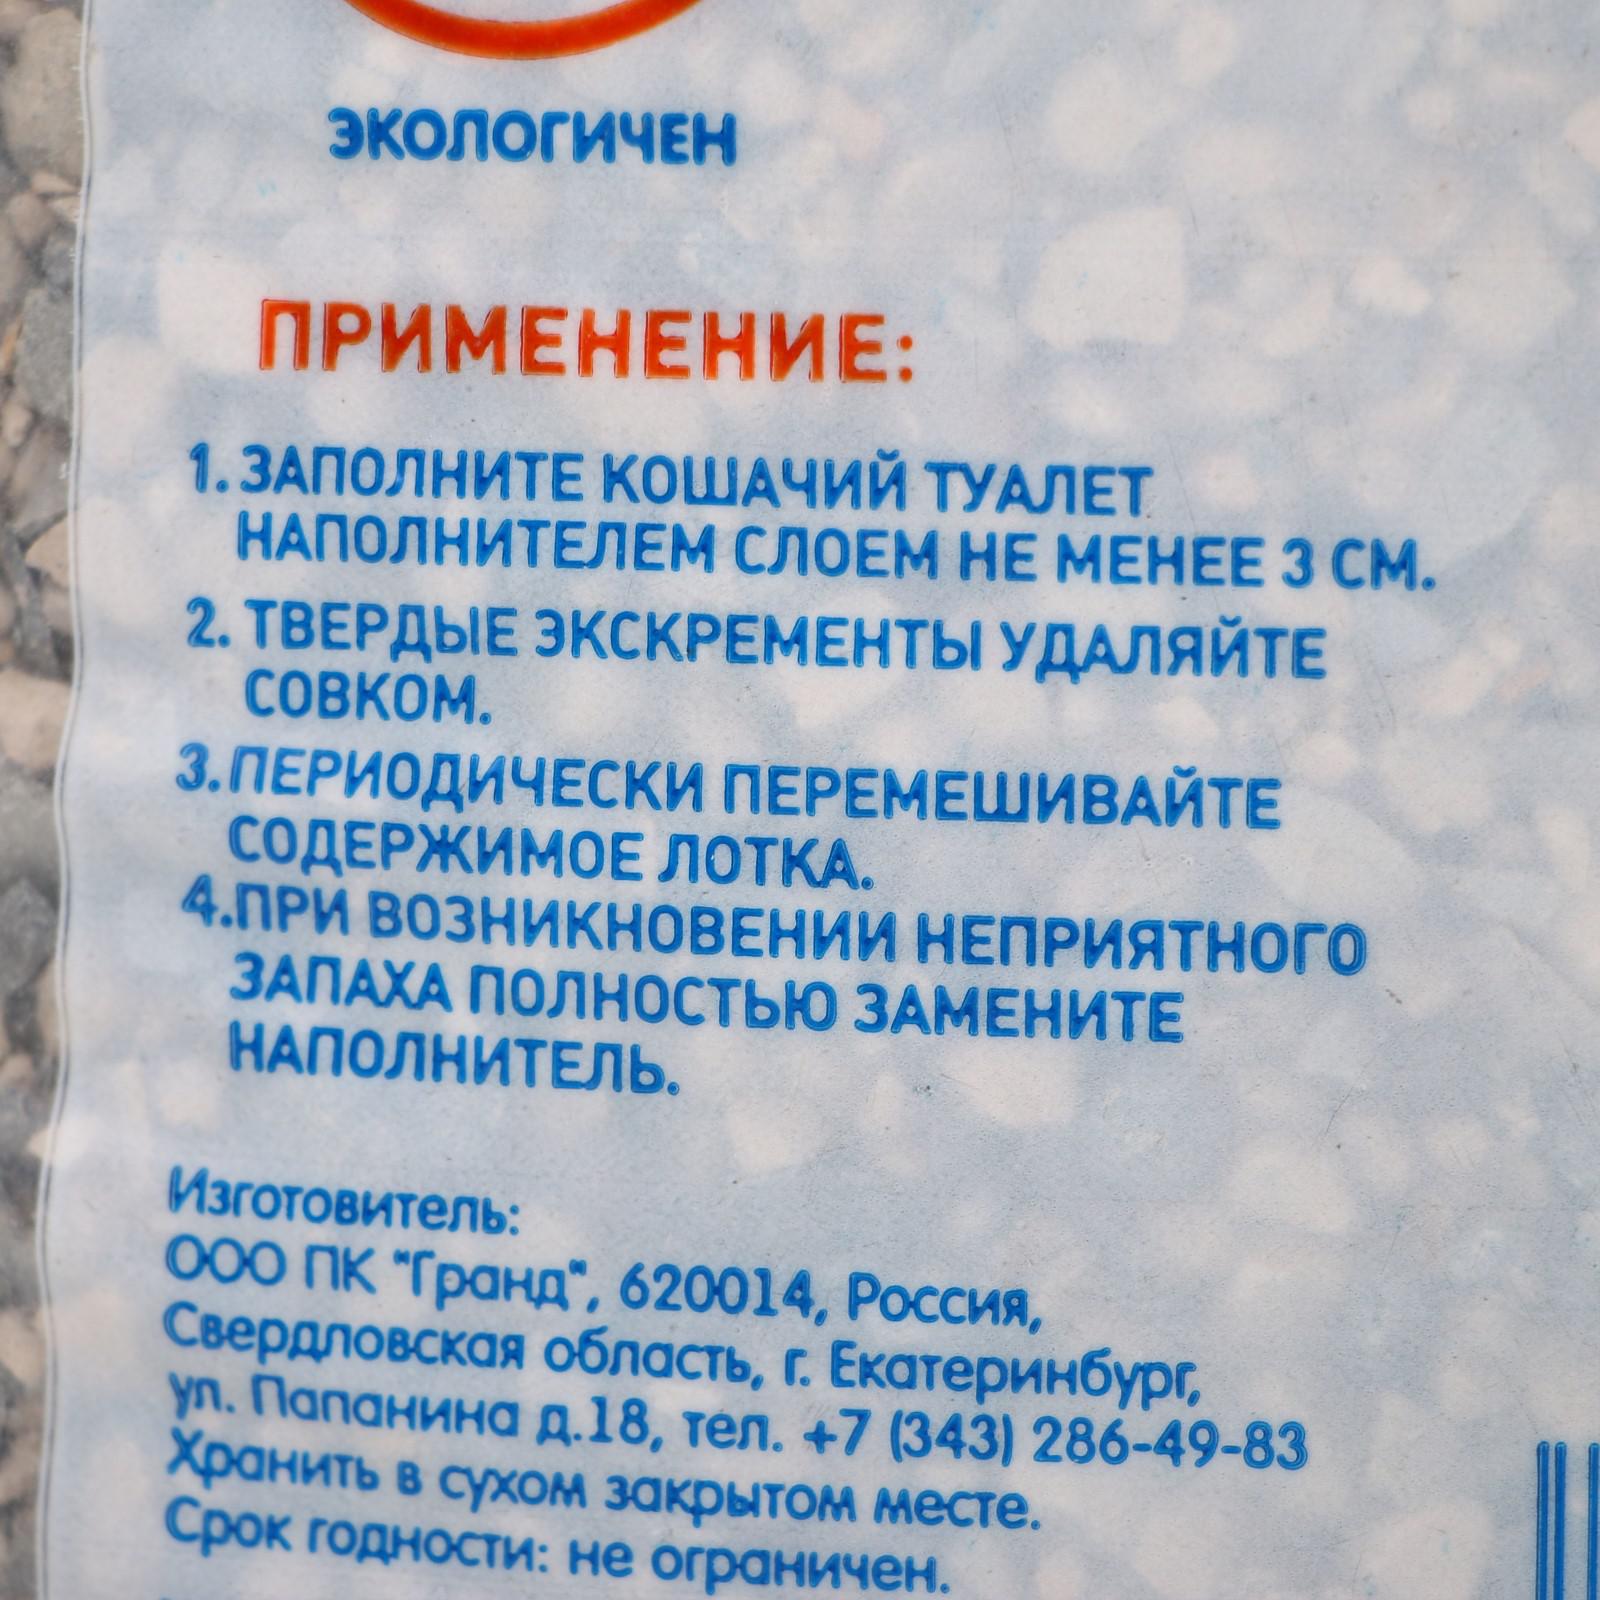 ЭКОЛОГИЧЕН
ПРИМЕНЕНИЕ:
1. ЗАПОЛНИТЕ КОШАЧИЙ ТУАЛЕТ
НАПОЛНИТЕЛЕМ СЛОЕМ НЕ МЕНЕЕ 3 СМ.
2. ТВЕРДЫЕ ЭКСКРЕМЕНТЫ УДАЛЯЙТЕ
СОВКОМ.
3. ПЕРИОДИЧЕСКИ ПЕРЕМЕШИВАЙТЕ
СОДЕРЖИМОЕ ЛОТКА.
4. ПРИ ВОЗНИКНОВЕНИИ НЕПРИЯТНОГО
ЗАПАХА ПОЛНОСТЬЮ ЗАМЕНИТЕ
НАПОЛНИТЕЛЬ.
Изготовитель:
ООО ПК "Гранд", 620014, Россия,
Свердловская область, г. Екатеринбург,
ул. Папанина д.18, тел. +7 (343) 286-49-83
Хранить в сухом закрытом месте.
Срок годности: не ограничен.